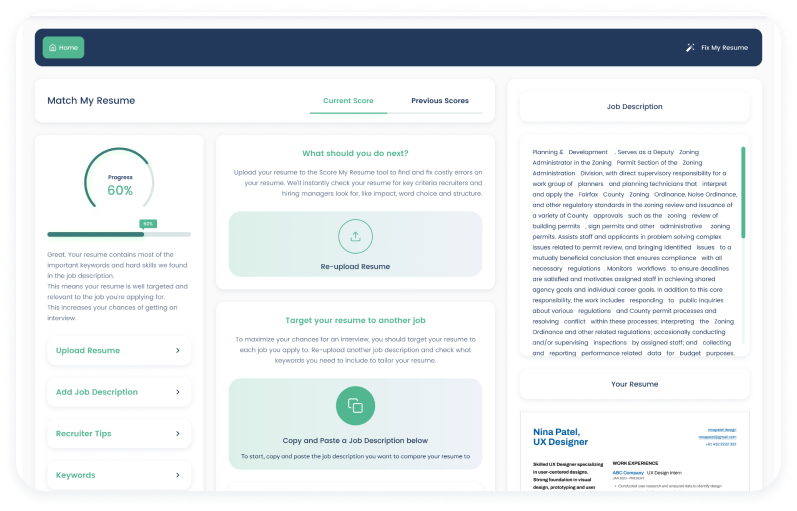 Home
Fix My Resume
Match My Resume
Current Score
Previous Scores
Progress
60%
60%
Great, Your resume contains most of the
important keywords and hard skills we found
in the job description
This means your resume is well targeted and
relevant to the job you're applying for.
This increases your chances of getting an
interview.
Upload Resume
Add Job Description
Recruiter Tips
Keywords
What should you do next?
Upload your resume to the Score My Resume tool to find and fix costly errors on
your resume. We'll instantly check your resume for key criteria recruiters and
hiring managers look for, like impact, word choice and structure.
Re-upload Resume
Target your resume to another job
To maximize your chances for an interview, you should target your resume to
each job you apply to. Re-upload another job description and check what
keywords you need to include to tailor your resume.
Copy and Paste a Job Description below
To start, copy and paste the job description you want to compare your resume to
Job Description
Planning & Development . Serves as a Deputy Zoning
Administrator in the Zoning Permit Section of the Zoning
Administration Division, with direct supervisory responsibility for a
work group of planners and planning technicians that interpret
and apply the Fairfax County Zoning Ordinance, Noise Ordinance,
and other regulatory standards in the zoning review and issuance of
a variety of County approvals such as the zoning review of
building permits , sign permits and other administrative zoning
permits. Assists staff and applicants in problem solving complex
issues related to permit review, and bringing identified issues to a
mutually beneficial conclusion that ensures compliance with all
necessary regulations . Monitors workflows to ensure deadlines
are satisfied and motivates assigned staff in achieving shared
agency goals and individual career goals. In addition to this core
responsibility, the work includes responding to public inquiries
about various regulations and County permit processes and
resolving conflict within these processes; interpreting the Zoning
Ordinance and other related regulations; occasionally conducting
and/or supervising inspections by assigned staff; and collecting
and reporting performance related data for budget purposes.
Your Resume
Nina Patel,
UX Designer
ninapatel.design
ninapatel@gmail.com
Skilled UX Designer specializing
in user-centered designs.
Strong foundation in visual
design, prototyping and user
WORK EXPERIENCE
ABC Company UX Design Intern
JAN 2023 - PRESENT
• Conducted user research and analyzed data to identify design